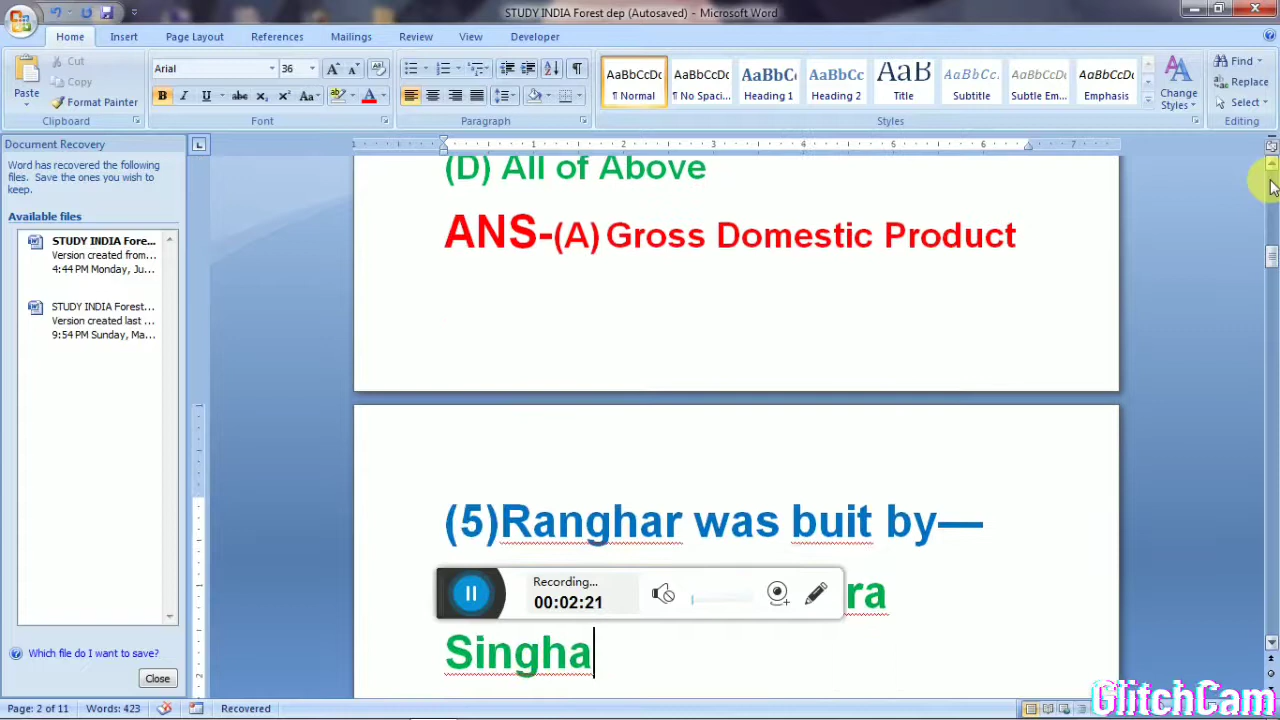 STUDY INDIA Forest dep (Autosaved) - Microsoft Word
Home Insert Page Layout References Mailings Review View Developer
Paste
Cut
Copy
Format Painter
Clipboard
Arial 36
Font
Paragraph
AaBbCcDc AaBbCcDc AaBbC AaBbCc AaB AaBbCc. AaBbCcDc AaBbCcDc
¶ Normal ¶ No Spaci... Heading 1 Heading 2 Title Subtitle Subtle Em... Emphasis
Change Styles
Styles
Find
Replace
Select
Editing
Document Recovery
Word has recovered the following files. Save the ones you wish to keep.
Available files
STUDY INDIA Fore...
Version created from...
4:44 PM Monday, Ju...
STUDY INDIA Forest...
Version created last ...
9:54 PM Sunday, Ma...
Which file do I want to save?
Close
(D) All of Above
ANS-(A) Gross Domestic Product
(5)Ranghar was buit by—
ra
Singha
Recording...
00:02:21
Page: 2 of 11 Words: 423 Recovered
GlitchCam